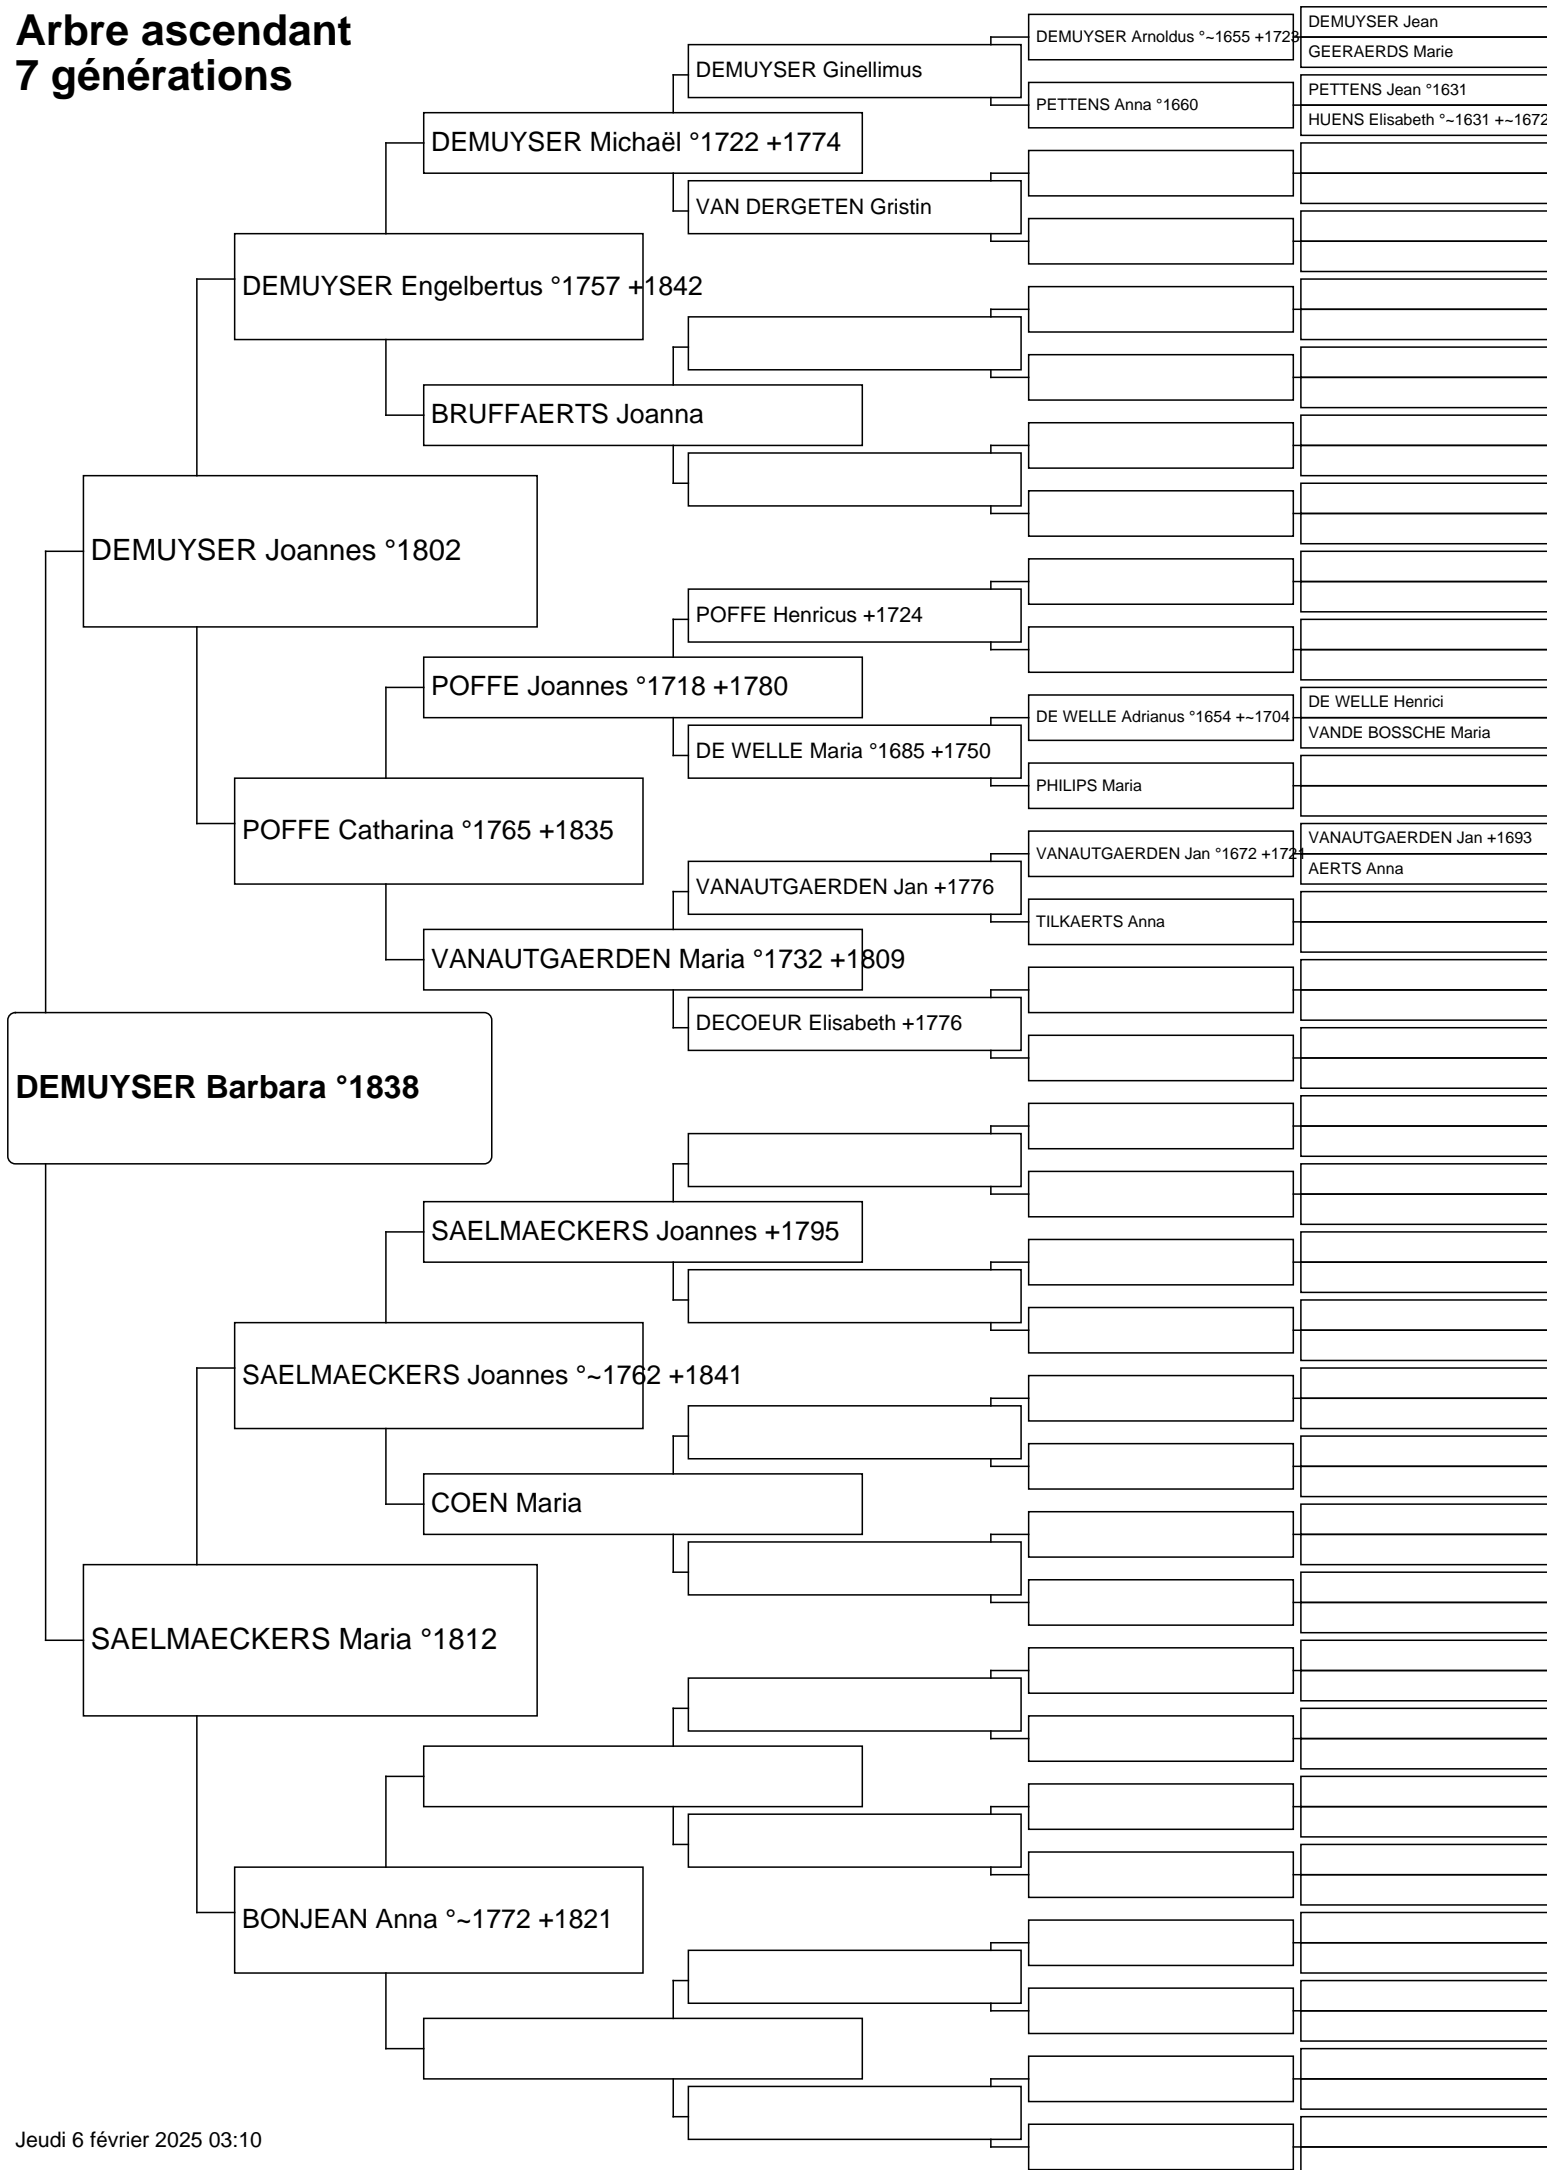 Arbre ascendant
7 générations
DEMUYSER Jean
DEMUYSER Arnoldus °~1655 +1723
GEERAERDS Marie
DEMUYSER Ginellimus
PETTENS Jean °1631
PETTENS Anna °1660
HUENS Elisabeth °~1631 +~1672
DEMUYSER Michaël °1722 +1774
VAN DERGETEN Gristin
DEMUYSER Engelbertus °1757 +1842
BRUFFAERTS Joanna
DEMUYSER Joannes °1802
POFFE Henricus +1724
POFFE Joannes °1718 +1780
DE WELLE Henrici
DE WELLE Adrianus °1654 +~1704
VANDE BOSSCHE Maria
DE WELLE Maria °1685 +1750
PHILIPS Maria
POFFE Catharina °1765 +1835
VANAUTGAERDEN Jan +1693
VANAUTGAERDEN Jan °1672 +1721
AERTS Anna
VANAUTGAERDEN Jan +1776
TILKAERTS Anna
VANAUTGAERDEN Maria °1732 +1809
DECOEUR Elisabeth +1776
DEMUYSER Barbara °1838
SAELMAECKERS Joannes +1795
SAELMAECKERS Joannes °~1762 +1841
COEN Maria
SAELMAECKERS Maria °1812
BONJEAN Anna °~1772 +1821
Jeudi 6 février 2025 03:10